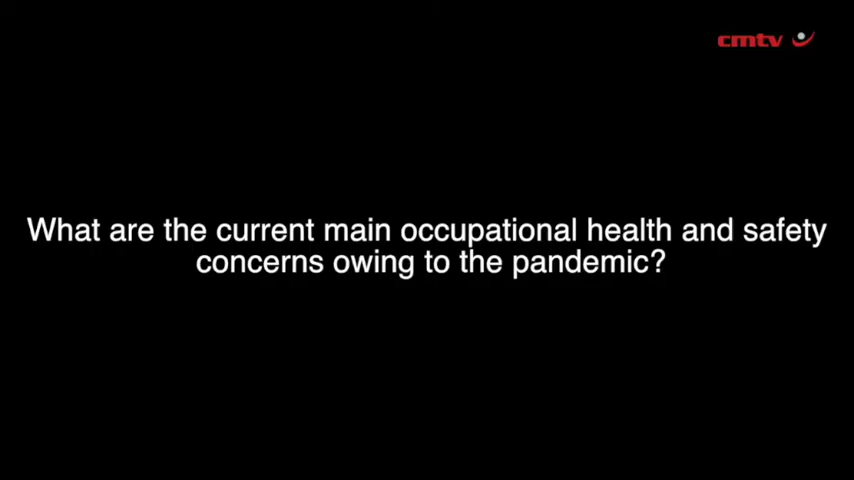 cmtv
What are the current main occupational health and safety
concerns owing to the pandemic?